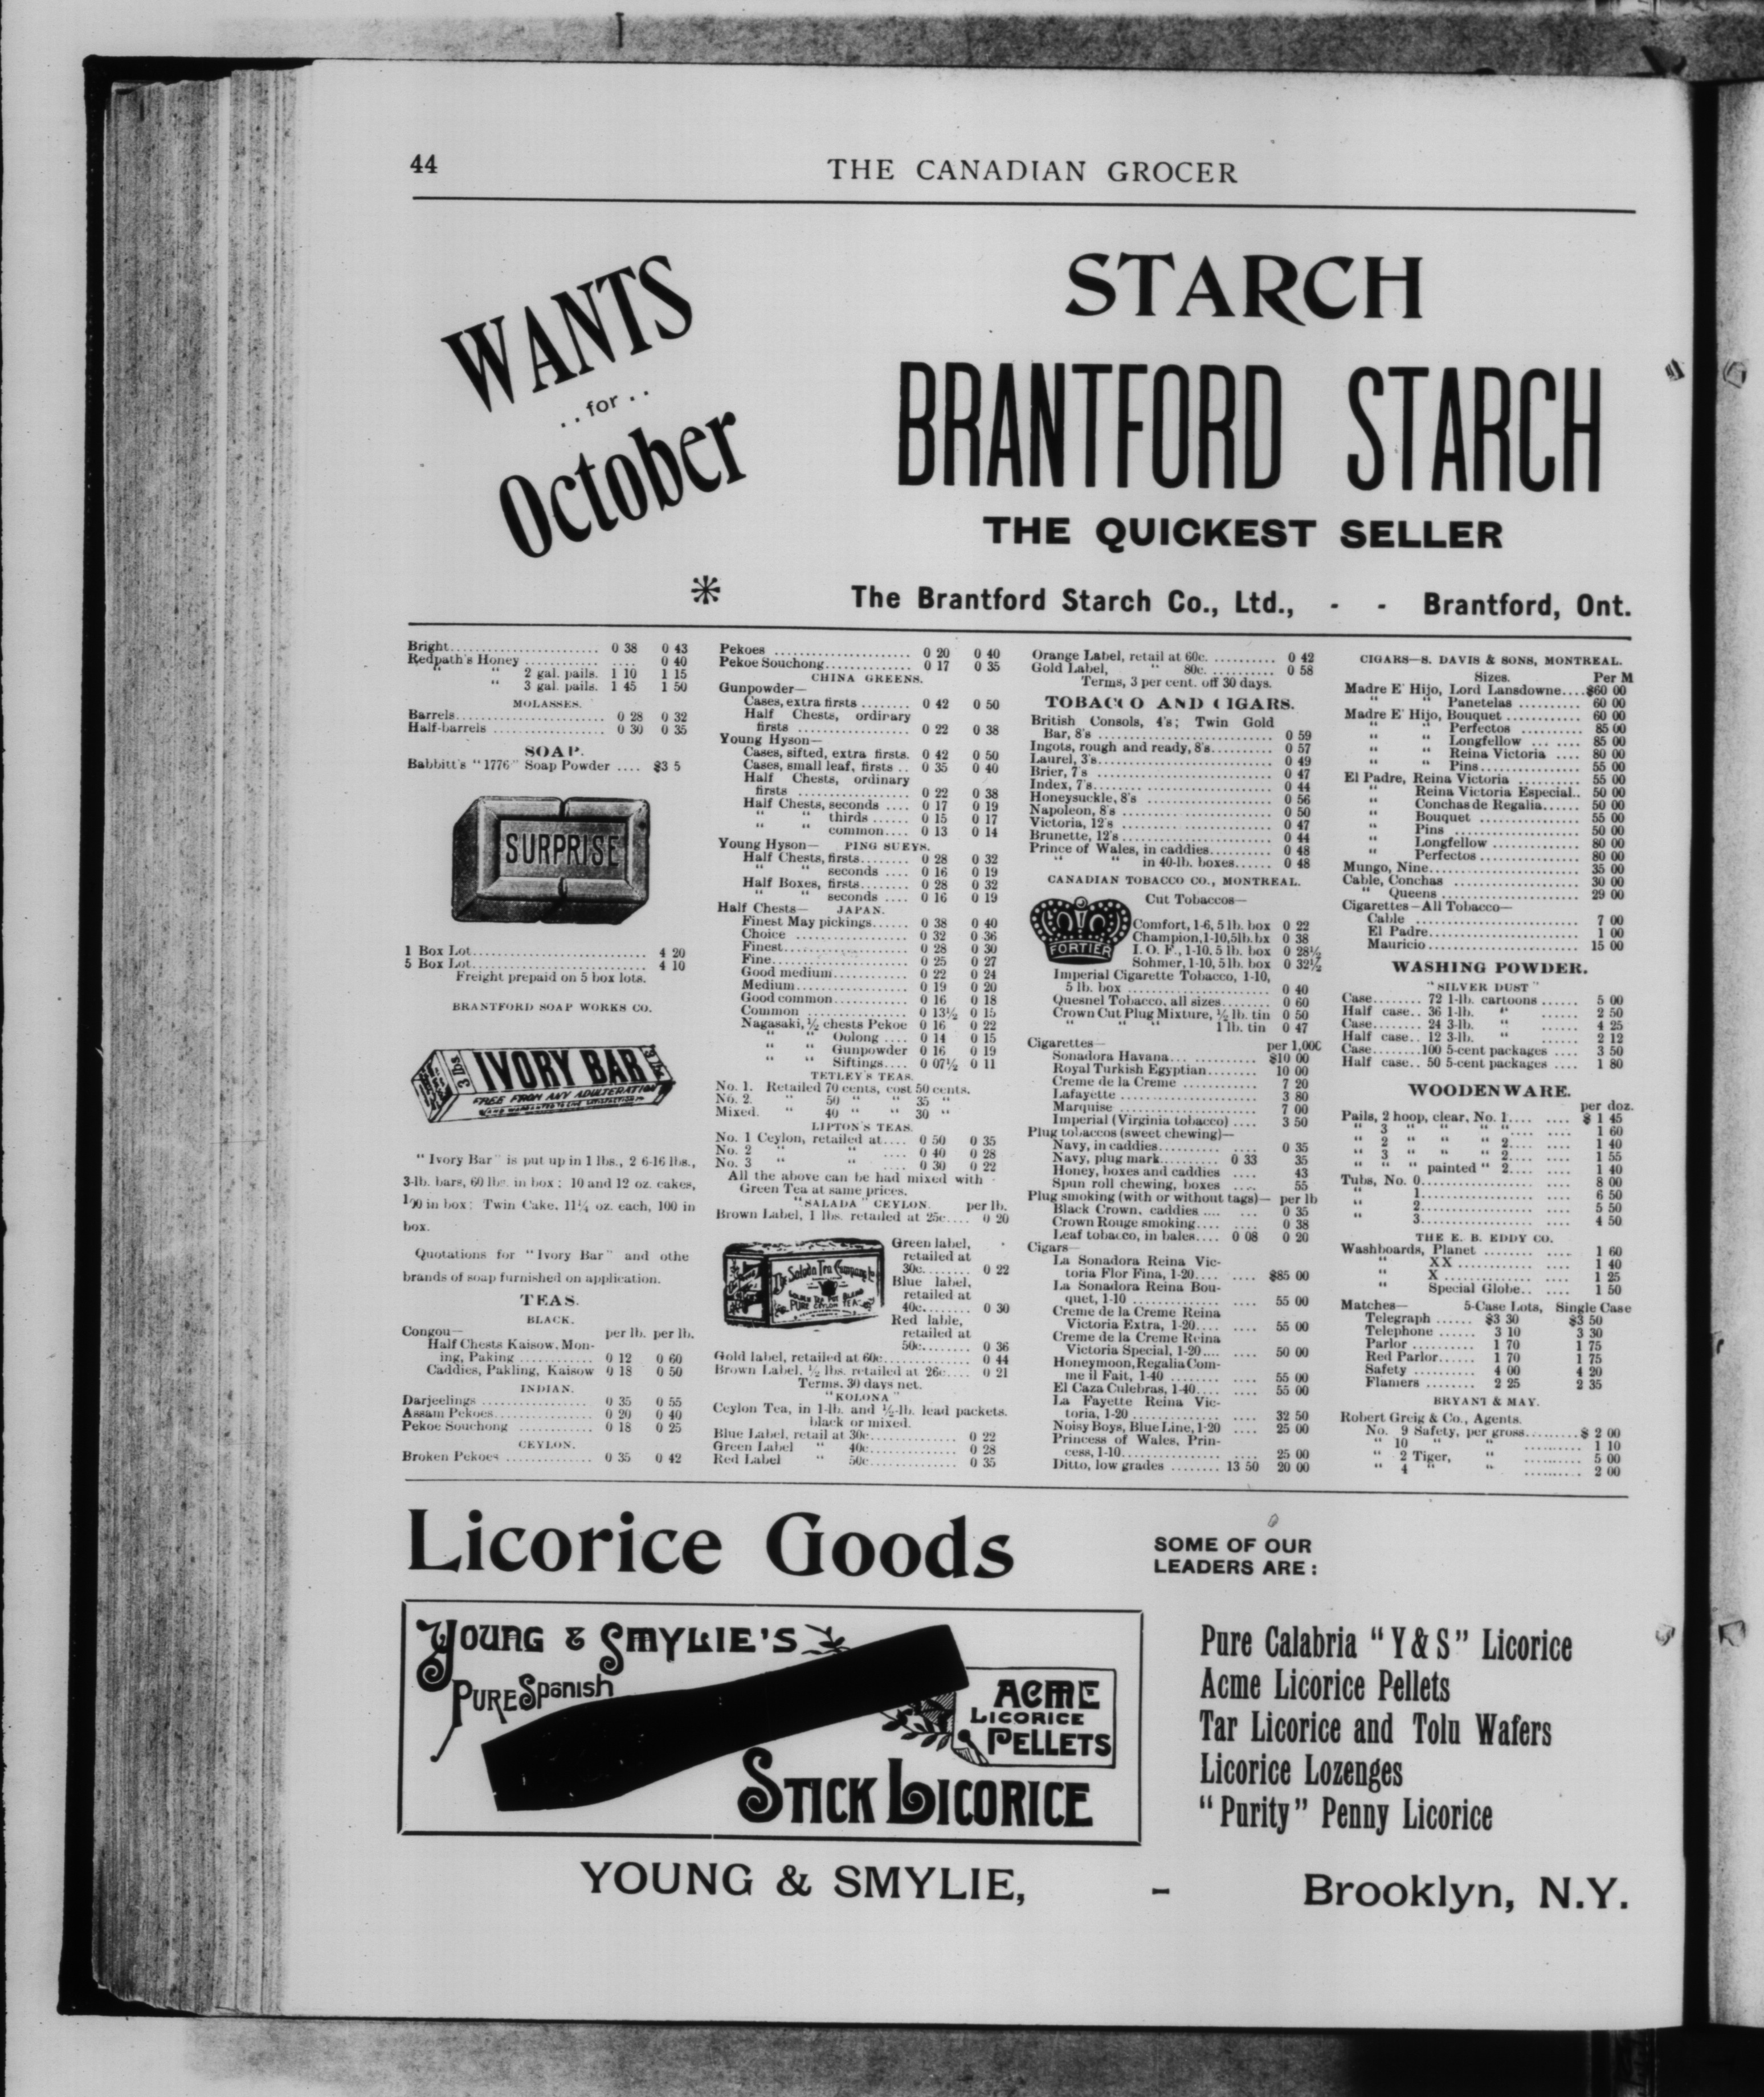 44
THE CANADIAN GROCER
WANTS
. . for . .
October
STARCH
BRANTFORD STARCH
THE QUICKEST SELLER
The Brantford Starch Co., Ltd., - - Brantford, Ont.
Bright.......................... 0 38 0 43
Redpath's Honey ............. .... 0 40
" 2 gal. pails. 1 10 1 15
" 3 gal. pails. 1 45 1 50
MOLASSES.
Barrels.......................... 0 28 0 32
Half-barrels .................... 0 30 0 35
SOAP.
Babbitt's "1776" Soap Powder .... $3 5
SURPRISE
1 Box Lot.............................. 4 20
5 Box Lot.............................. 4 10
Freight prepaid on 5 box lots.
BRANTFORD SOAP WORKS CO.
3 lbs. IVORY BAR
FREE FROM ANY ADULTERATION
"Ivory Bar" is put up in 1 lbs., 2 6-16 lbs.,
3-lb. bars, 60 lbs. in box; 10 and 12 oz. cakes,
100 in box; Twin Cake, 11¼ oz. each, 100 in
box.
Quotations for "Ivory Bar" and othe
brands of soap furnished on application.
TEAS.
BLACK.
Congou— per lb. per lb.
Half Chests Kaisow, Mon-
ing, Paking ............. 0 12 0 60
Caddies, Pakling, Kaisow 0 18 0 50
INDIAN.
Darjeelings .................. 0 35 0 55
Assam Pekoes.................. 0 20 0 40
Pekoe Souchong ............... 0 18 0 25
CEYLON.
Broken Pekoes ................ 0 35 0 42
Pekoes ........................ 0 20 0 40
Pekoe Souchong................. 0 17 0 35
CHINA GREENS.
Gunpowder—
Cases, extra firsts ........ 0 42 0 50
Half Chests, ordinary
firsts .................... 0 22 0 38
Young Hyson—
Cases, sifted, extra firsts. 0 42 0 50
Cases, small leaf, firsts .. 0 35 0 40
Half Chests, ordinary
firsts .................... 0 22 0 38
Half Chests, seconds .... 0 17 0 19
" " thirds ...... 0 15 0 17
" " common.... 0 13 0 14
Young Hyson— PING SUEYS.
Half Chests, firsts........ 0 28 0 32
" " seconds .... 0 16 0 19
Half Boxes, firsts......... 0 28 0 32
" " seconds .... 0 16 0 19
Half Chests— JAPAN.
Finest May pickings...... 0 38 0 40
Choice .................... 0 32 0 36
Finest..................... 0 28 0 30
Fine....................... 0 25 0 27
Good medium............... 0 22 0 24
Medium.................... 0 19 0 20
Good common............... 0 16 0 18
Common .................... 0 13½ 0 15
Nagasaki, ½ chests Pekoe 0 16 0 22
" " Oolong .... 0 14 0 15
" " Gunpowder 0 16 0 19
" " Siftings.... 0 07½ 0 11
TETLEY'S TEAS.
No. 1. Retailed 70 cents, cost 50 cents.
No. 2. " 50 " " 35 "
Mixed. " 40 " " 30 "
LIPTON'S TEAS.
No. 1 Ceylon, retailed at.... 0 50 0 35
No. 2 " " .... 0 40 0 28
No. 3 " " .... 0 30 0 22
All the above can be had mixed with
Green Tea at same prices.
"SALADA" CEYLON. per lb.
Brown Label, 1 lbs. retailed at 25c.... 0 20
The Salada Tea Company
PURE CEYLON TEA
Green label,
retailed at
30c........ 0 22
Blue label,
retailed at
40c........ 0 30
Red lable,
retailed at
50c........ 0 36
Gold label, retailed at 60c.............. 0 44
Brown Label, ½ lbs. retailed at 26c.... 0 21
Terms, 30 days net.
"KOLONA"
Ceylon Tea, in 1-lb. and ½-lb. lead packets,
black or mixed.
Blue Label, retail at 30c............... 0 22
Green Label " 40c............... 0 28
Red Label " 50c............... 0 35
Orange Label, retail at 60c. ........... 0 42
Gold Label, " 80c. ........... 0 58
Terms, 3 per cent. off 30 days.
TOBACCO AND CIGARS.
British Consols, 4's; Twin Gold
Bar, 8's .............................. 0 59
Ingots, rough and ready, 8's........... 0 57
Laurel, 3's............................ 0 49
Brier, 7's ............................ 0 47
Index, 7's............................. 0 44
Honeysuckle, 8's ...................... 0 56
Napoleon, 8's ......................... 0 50
Victoria, 12's ........................ 0 47
Brunette, 12's ........................ 0 44
Prince of Wales, in caddies........... 0 48
" " in 40-lb. boxes...... 0 48
CANADIAN TOBACCO CO., MONTREAL.
FORTIER
Cut Tobaccos—
Comfort, 1-6, 5 lb. box 0 22
Champion, 1-10, 5lb. bx 0 38
I. O. F., 1-10. 5 lb. box 0 28½
Sohmer, 1-10, 5 lb. box 0 32½
Imperial Cigarette Tobacco, 1-10,
5 lb. box ............................. 0 40
Quesnel Tobacco, all sizes........ 0 60
Crown Cut Plug Mixture, ½ lb. tin 0 50
" " " 1 lb. tin 0 47
Cigarettes— per 1,000
Sonadora Havana... .......... $10 00
Royal Turkish Egyptian........ 10 00
Creme de la Creme ............ 7 20
Lafayette .................... 3 80
Marquise ..................... 7 00
Imperial (Virginia tobacco) .... 3 50
Plug tobaccos (sweet chewing)—
Navy, in caddies.......... .... 0 35
Navy, plug mark......... 0 33 35
Honey, boxes and caddies .... 43
Spun roll chewing, boxes .... 55
Plug smoking (with or without tags)— per lb
Black Crown, caddies .... ... 0 35
Crown Rouge smoking.... .... 0 38
Leaf tobacco, in bales.... 0 08 0 20
Cigars—
La Sonadora Reina Vic-
toria Flor Fina, 1-20.... .... $85 00
La Sonadora Reina Bou-
quet, 1-10 .............. .... 55 00
Creme de la Creme Reina
Victoria Extra, 1-20.... .... 55 00
Creme de la Creme Reina
Victoria Special, 1-20.... .... 50 00
Honeymoon, Regalia Com-
me il Fait, 1-40 ........ .... 55 00
El Caza Culebras, 1-40.... .... 55 00
La Fayette Reina Vic-
toria, 1-20 .............. .... 32 50
Noisy Boys, Blue Line, 1-20 .... 25 00
Princess of Wales, Prin-
cess, 1-10................ .... 25 00
Ditto, low grades ........ 13 50 20 00
CIGARS—S. DAVIS & SONS, MONTREAL.
Sizes. Per M
Madre E' Hijo, Lord Lansdowne.... $60 00
" " Panetelas .......... 60 00
Madre E' Hijo, Bouquet ............ 60 00
" " Perfectos .......... 85 00
" " Longfellow ... .... 85 00
" " Reina Victoria .... 80 00
" " Pins................ 55 00
El Padre, Reina Victoria .......... 55 00
" Reina Victoria Especial.. 50 00
" Conchas de Regalia...... 50 00
" Bouquet ................ 55 00
" Pins ................... 50 00
" Longfellow ............. 80 00
" Perfectos .............. 80 00
Mungo, Nine......................... 35 00
Cable, Conchas ..................... 30 00
" Queens ...................... 29 00
Cigarettes—All Tobacco—
Cable .......................... 7 00
El Padre........................ 1 00
Mauricio ....................... 15 00
WASHING POWDER.
"SILVER DUST"
Case........ 72 1-lb. cartoons ...... 5 00
Half case.. 36 1-lb. " ...... 2 50
Case........ 24 3-lb. " ...... 4 25
Half case.. 12 3-lb. " ...... 2 12
Case........ 100 5-cent packages .... 3 50
Half case.. 50 5-cent packages .... 1 80
WOODENWARE.
per doz.
Pails, 2 hoop, clear, No. 1.... .... $ 1 45
" 3 " " " ".... .... 1 60
" 2 " " " 2.... .... 1 40
" 3 " " " 2.... .... 1 55
" " " painted " 2.... .... 1 40
Tubs, No. 0.................... .... 8 00
" 1.................... .... 6 50
" 2.................... .... 5 50
" 3.................... .... 4 50
THE E. B. EDDY CO.
Washboards, Planet ........ .... 1 60
" XX ............ .... 1 40
" X ............. .... 1 25
" Special Globe.. .... 1 50
Matches— 5-Case Lots, Single Case
Telegraph ...... $3 30 $3 50
Telephone ...... 3 10 3 30
Parlor .......... 1 70 1 75
Red Parlor...... 1 70 1 75
Safety .......... 4 00 4 20
Flamers ........ 2 25 2 35
BRYANT & MAY.
Robert Greig & Co., Agents.
No. 9 Safety, per gross......... $ 2 00
" 10 " " .......... 1 10
" 2 Tiger, " .......... 5 00
" 4 " " .......... 2 00
Licorice Goods
SOME OF OUR
LEADERS ARE:
YOUNG & SMYLIE'S
PURE Spanish
ACME
LICORICE
PELLETS
STICK LICORICE
Pure Calabria "Y & S" Licorice
Acme Licorice Pellets
Tar Licorice and Tolu Wafers
Licorice Lozenges
"Purity" Penny Licorice
YOUNG & SMYLIE, - Brooklyn, N.Y.